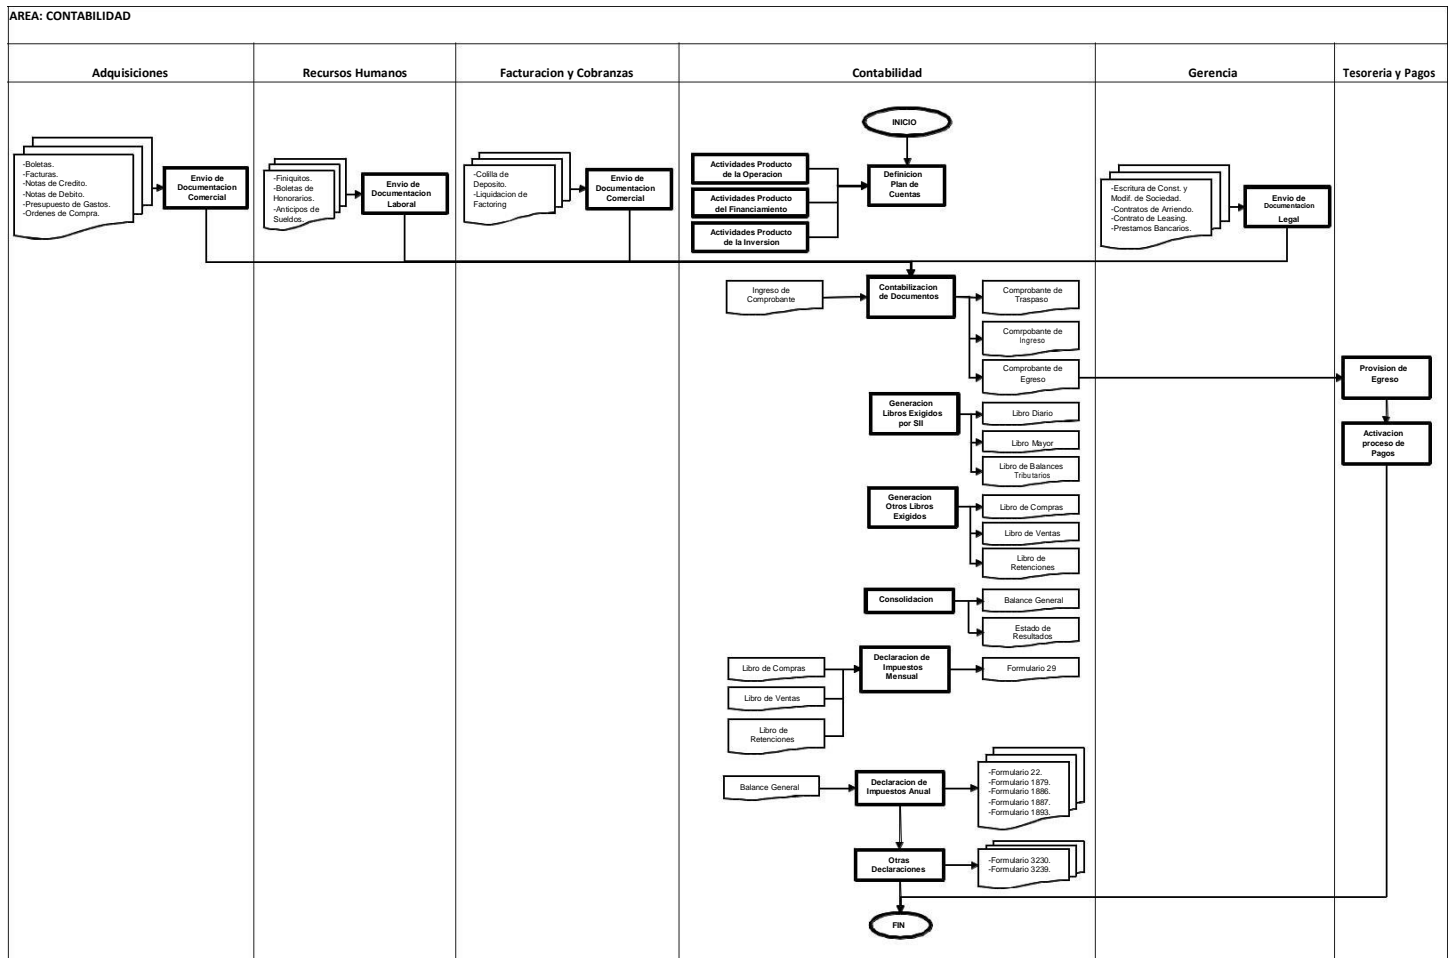 AREA: CONTABILIDAD
Adquisiciones
Recursos Humanos
Facturacion y Cobranzas
Contabilidad
Gerencia
Tesoreria y Pagos
-Boletas.
-Facturas.
-Notas de Credito.
-Notas de Debito.
-Presupuesto de Gastos.
-Ordenes de Compra.
Envio de
Documentacion
Comercial
-Finiquitos.
-Boletas de
Honorarios.
-Anticipos de
Sueldos.
Envio de
Documentacion
Laboral
-Colilla de
Deposito.
-Liquidacion de
Factoring
Envio de
Documentacion
Comercial
INICIO
Actividades Producto
de la Operacion
Actividades Producto
del Financiamiento
Actividades Producto
de la Inversion
Definicion
Plan de
Cuentas
-Escritura de Const. y
Modif. de Sociedad.
-Contratos de Arriendo.
-Contrato de Leasing.
-Prestamos Bancarios.
Envio de
Documentacion
Legal
Ingreso de
Comprobante
Contabilizacion
de Documentos
Comprobante de
Traspaso
Comrpobante de
Ingreso
Comprobante de
Egreso
Provision de
Egreso
Activacion
proceso de
Pagos
Generacion
Libros Exigidos
por SII
Libro Diario
Libro Mayor
Libro de Balances
Tributarios
Generacion
Otros Libros
Exigidos
Libro de Compras
Libro de Ventas
Libro de
Retenciones
Consolidacion
Balance General
Estado de
Resultados
Libro de Compras
Libro de Ventas
Libro de
Retenciones
Declaracion de
Impuestos
Mensual
Formulario 29
Balance General
Declaracion de
Impuestos Anual
-Formulario 22.
-Formulario 1879.
-Formulario 1886.
-Formulario 1887.
-Formulario 1893.
Otras
Declaraciones
-Formulario 3230.
-Formulario 3239.
FIN